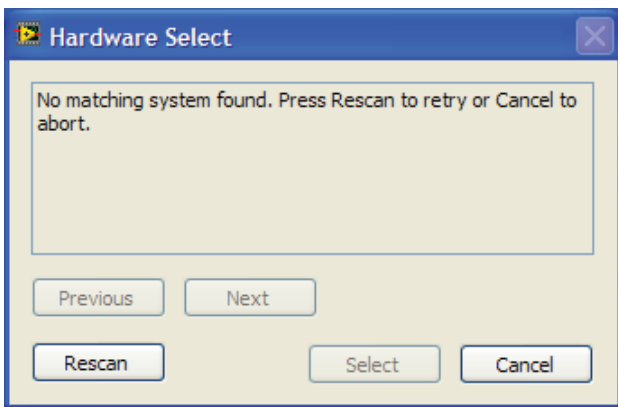 Hardware Select
No matching system found. Press Rescan to retry or Cancel to
abort.
Previous Next
Rescan Select Cancel